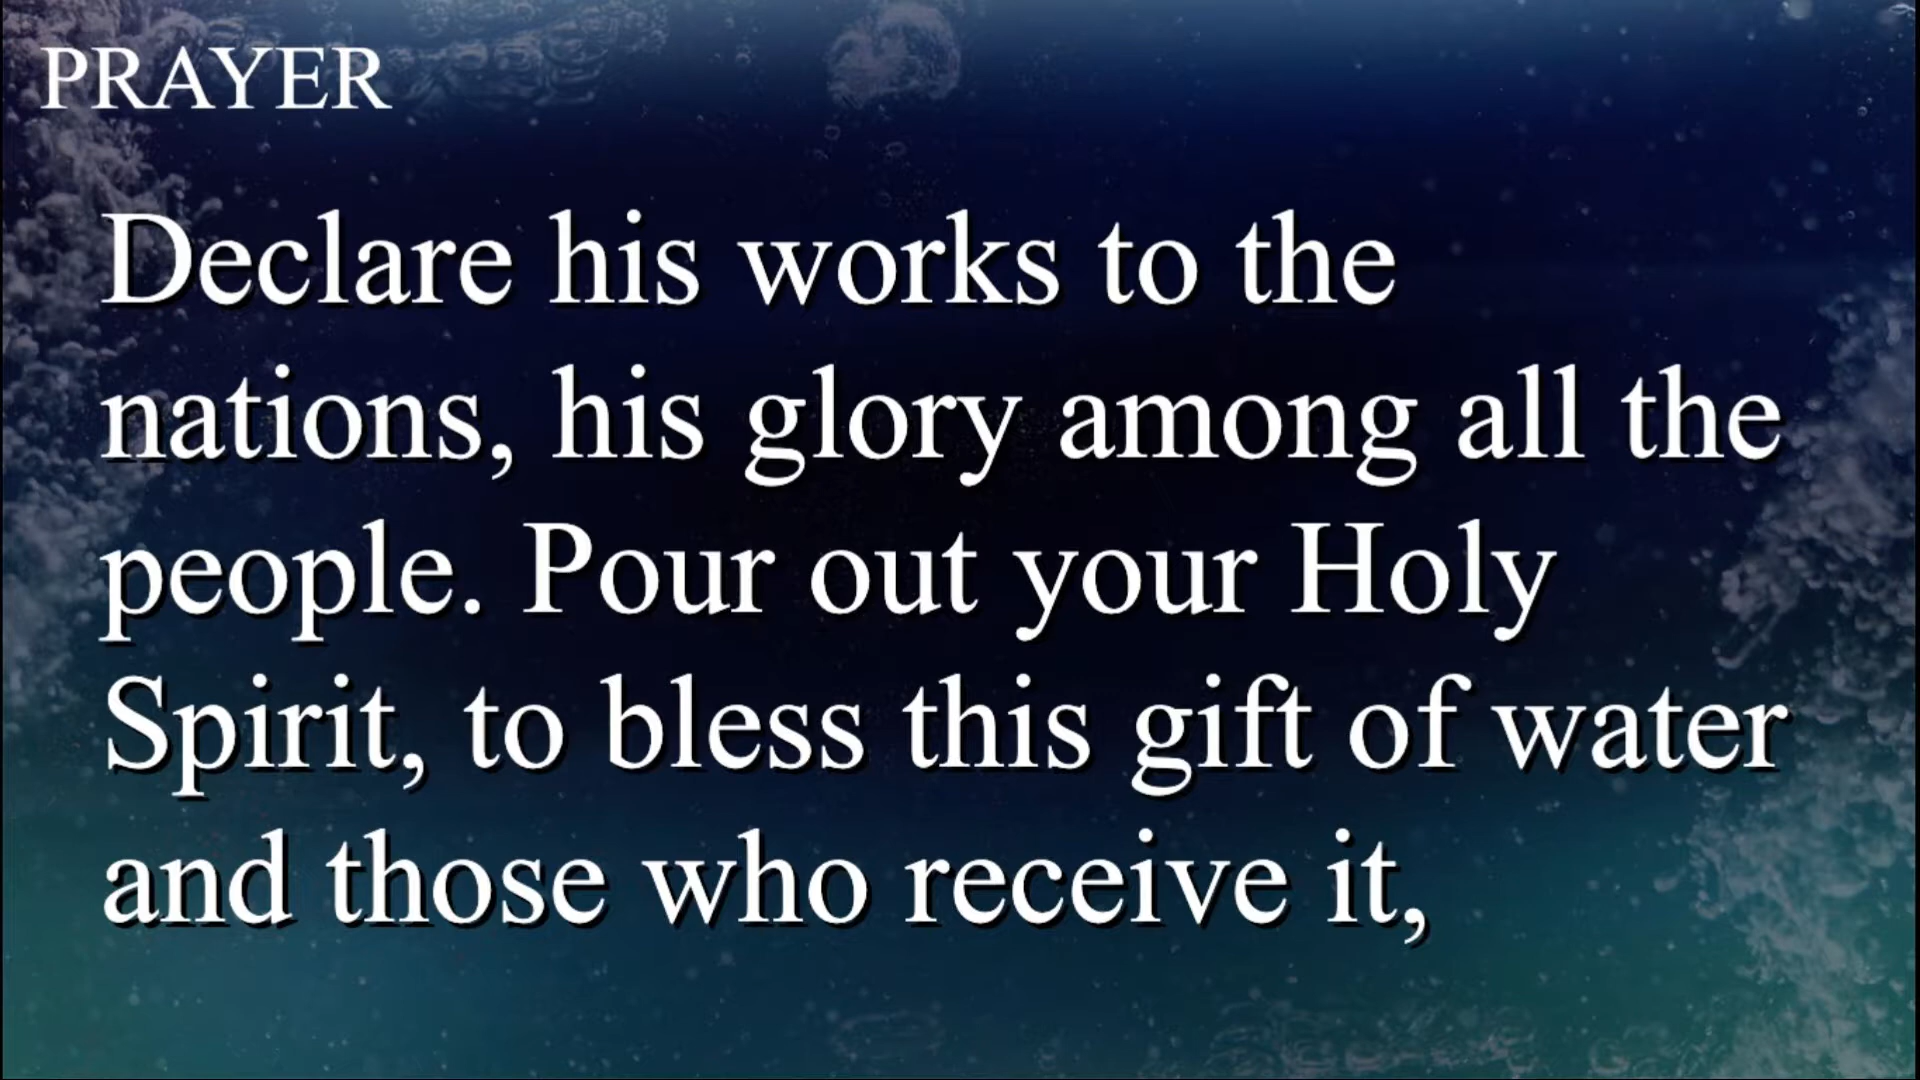 PRAYER
Declare his works to the
nations, his glory among all the
people. Pour out your Holy
Spirit, to bless this gift of water
and those who receive it,